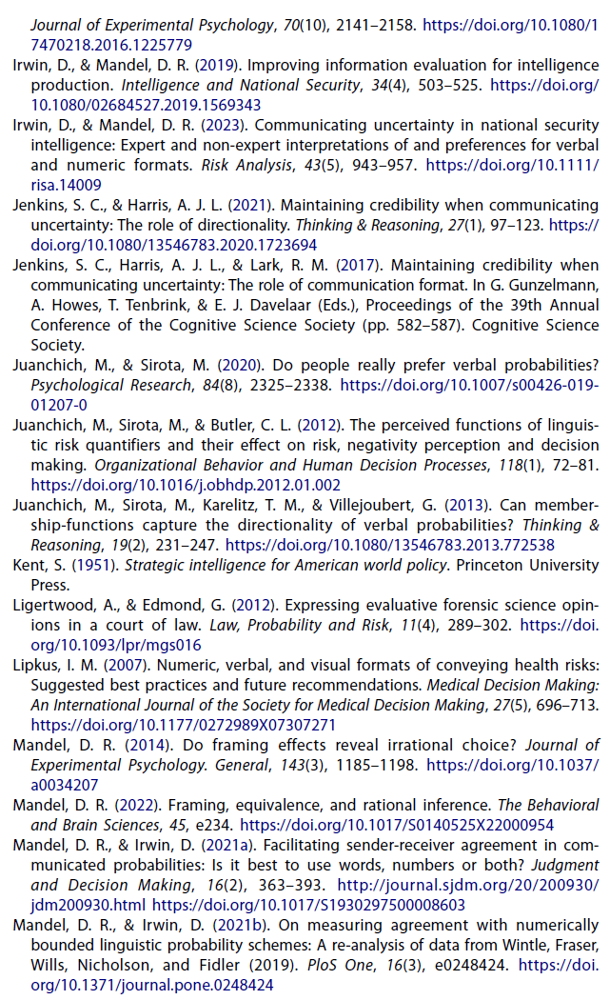 Journal of Experimental Psychology, 70(10), 2141–2158. https://doi.org/10.1080/1
7470218.2016.1225779
Irwin, D., & Mandel, D. R. (2019). Improving information evaluation for intelligence
production. Intelligence and National Security, 34(4), 503–525. https://doi.org/
10.1080/02684527.2019.1569343
Irwin, D., & Mandel, D. R. (2023). Communicating uncertainty in national security
intelligence: Expert and non-expert interpretations of and preferences for verbal
and numeric formats. Risk Analysis, 43(5), 943–957. https://doi.org/10.1111/
risa.14009
Jenkins, S. C., & Harris, A. J. L. (2021). Maintaining credibility when communicating
uncertainty: The role of directionality. Thinking & Reasoning, 27(1), 97–123. https://
doi.org/10.1080/13546783.2020.1723694
Jenkins, S. C., Harris, A. J. L., & Lark, R. M. (2017). Maintaining credibility when
communicating uncertainty: The role of communication format. In G. Gunzelmann,
A. Howes, T. Tenbrink, & E. J. Davelaar (Eds.), Proceedings of the 39th Annual
Conference of the Cognitive Science Society (pp. 582–587). Cognitive Science
Society.
Juanchich, M., & Sirota, M. (2020). Do people really prefer verbal probabilities?
Psychological Research, 84(8), 2325–2338. https://doi.org/10.1007/s00426-019-
01207-0
Juanchich, M., Sirota, M., & Butler, C. L. (2012). The perceived functions of linguis-
tic risk quantifiers and their effect on risk, negativity perception and decision
making. Organizational Behavior and Human Decision Processes, 118(1), 72–81.
https://doi.org/10.1016/j.obhdp.2012.01.002
Juanchich, M., Sirota, M., Karelitz, T. M., & Villejoubert, G. (2013). Can member-
ship-functions capture the directionality of verbal probabilities? Thinking &
Reasoning, 19(2), 231–247. https://doi.org/10.1080/13546783.2013.772538
Kent, S. (1951). Strategic intelligence for American world policy. Princeton University
Press.
Ligertwood, A., & Edmond, G. (2012). Expressing evaluative forensic science opin-
ions in a court of law. Law, Probability and Risk, 11(4), 289–302. https://doi.
org/10.1093/lpr/mgs016
Lipkus, I. M. (2007). Numeric, verbal, and visual formats of conveying health risks:
Suggested best practices and future recommendations. Medical Decision Making:
An International Journal of the Society for Medical Decision Making, 27(5), 696–713.
https://doi.org/10.1177/0272989X07307271
Mandel, D. R. (2014). Do framing effects reveal irrational choice? Journal of
Experimental Psychology. General, 143(3), 1185–1198. https://doi.org/10.1037/
a0034207
Mandel, D. R. (2022). Framing, equivalence, and rational inference. The Behavioral
and Brain Sciences, 45, e234. https://doi.org/10.1017/S0140525X22000954
Mandel, D. R., & Irwin, D. (2021a). Facilitating sender-receiver agreement in com-
municated probabilities: Is it best to use words, numbers or both? Judgment
and Decision Making, 16(2), 363–393. http://journal.sjdm.org/20/200930/
jdm200930.html https://doi.org/10.1017/S1930297500008603
Mandel, D. R., & Irwin, D. (2021b). On measuring agreement with numerically
bounded linguistic probability schemes: A re-analysis of data from Wintle, Fraser,
Wills, Nicholson, and Fidler (2019). PloS One, 16(3), e0248424. https://doi.
org/10.1371/journal.pone.0248424